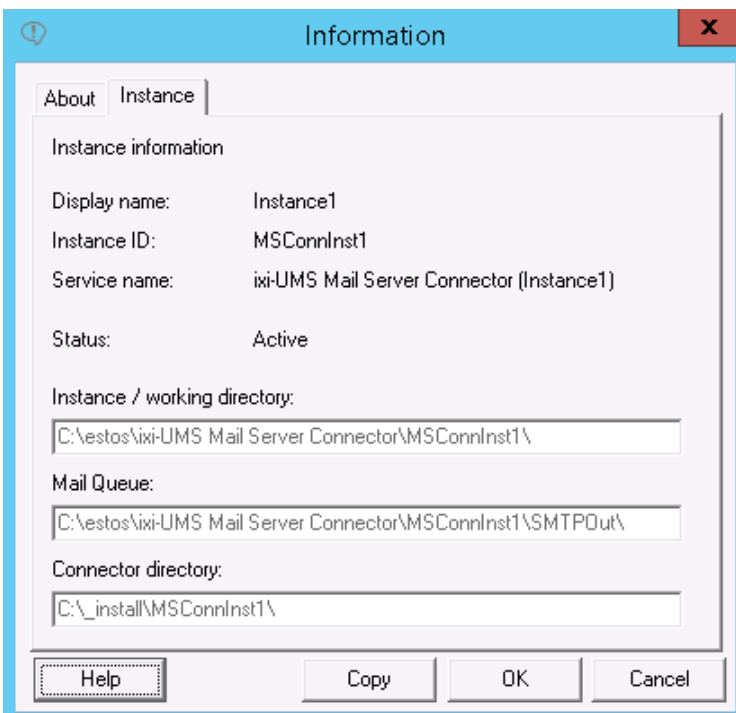 Information
x
About Instance
Instance information
Display name: Instance1
Instance ID: MSConnInst1
Service name: ixi-UMS Mail Server Connector (Instance1)
Status: Active
Instance / working directory:
C:\estos\ixi-UMS Mail Server Connector\MSConnInst1\
Mail Queue:
C:\estos\ixi-UMS Mail Server Connector\MSConnInst1\SMTPOut\
Connector directory:
C:\_install\MSConnInst1\
Help Copy OK Cancel